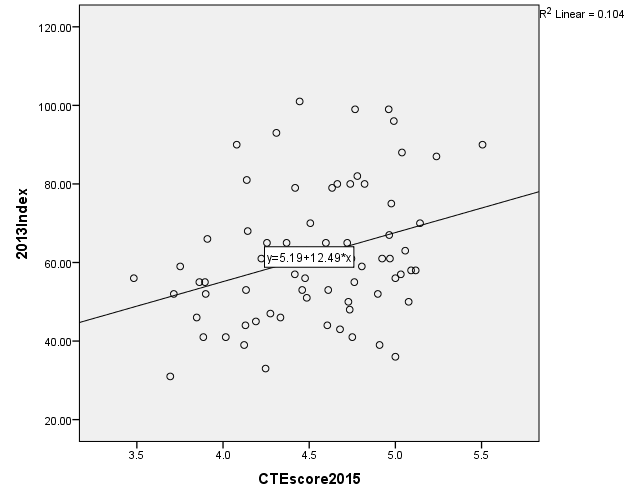 R² Linear = 0.104
120.00
100.00
80.00
60.00
40.00
20.00
2013Index
y=5.19+12.49*x
3.5 4.0 4.5 5.0 5.5
CTEscore2015